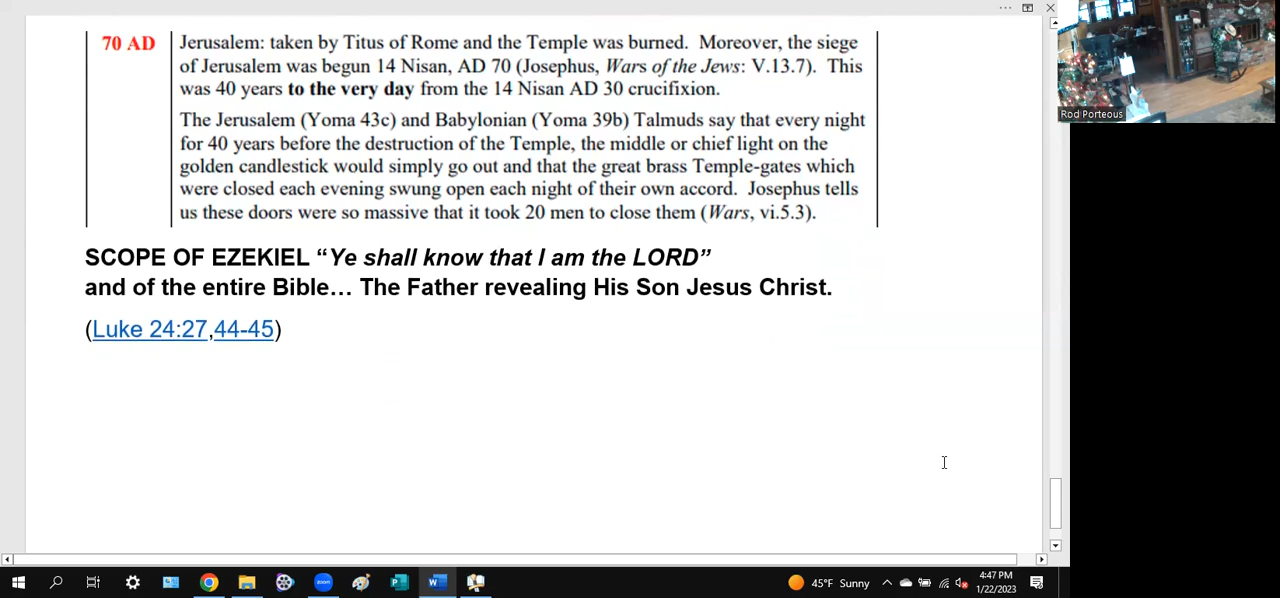 70 AD
Jerusalem: taken by Titus of Rome and the Temple was burned. Moreover, the siege
of Jerusalem was begun 14 Nisan, AD 70 (Josephus, Wars of the Jews: V.13.7). This
was 40 years to the very day from the 14 Nisan AD 30 crucifixion.
The Jerusalem (Yoma 43c) and Babylonian (Yoma 39b) Talmuds say that every night
for 40 years before the destruction of the Temple, the middle or chief light on the
golden candlestick would simply go out and that the great brass Temple-gates which
were closed each evening swung open each night of their own accord. Josephus tells
us these doors were so massive that it took 20 men to close them (Wars, vi.5.3).
SCOPE OF EZEKIEL “Ye shall know that I am the LORD”
and of the entire Bible… The Father revealing His Son Jesus Christ.
(Luke 24:27,44-45)
Rod Porteous
zoom
P
W
45°F Sunny
4:47 PM
1/22/2023